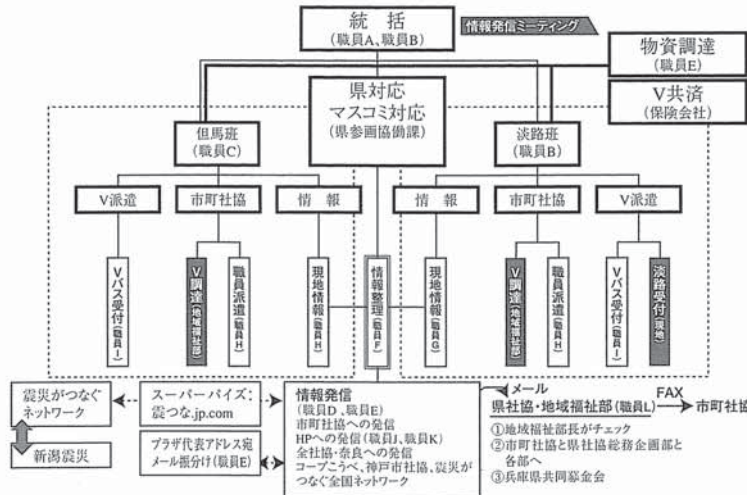 統　括
(職員A、職員B)
情報発信ミーティング
物資調達
(職員E)
V共済
(保険会社)
県対応
マスコミ対応
(県参画協働課)
但馬班
(職員C)
淡路班
(職員B)
V派遣
市町社協
情　報
情　報
市町社協
V派遣
Vバス受付(職員I)
V調達(地域福祉部)
職員派遣(職員H)
現地情報(職員H)
情報整理(職員F)
現地情報(職員G)
V調達(地域福祉部)
職員派遣(職員H)
Vバス受付(職員I)
淡路受付(現地)
震災がつなぐ
ネットワーク
新潟震災
スーパーバイズ:
震つな.jp.com
プラザ代表アドレス宛
メール振分け(職員E)
情報発信
(職員D、職員E)
市町社協への発信
HPへの発信(職員J、職員K)
全社協・奈良への発信
コープこうべ、神戸市社協、震災が
つなぐ全国ネットワーク
メール
県社協・地域福祉部(職員L)
FAX
市町社協
①地域福祉部長がチェック
②市町社協と県社協総務企画部と
各部へ
③兵庫県共同募金会